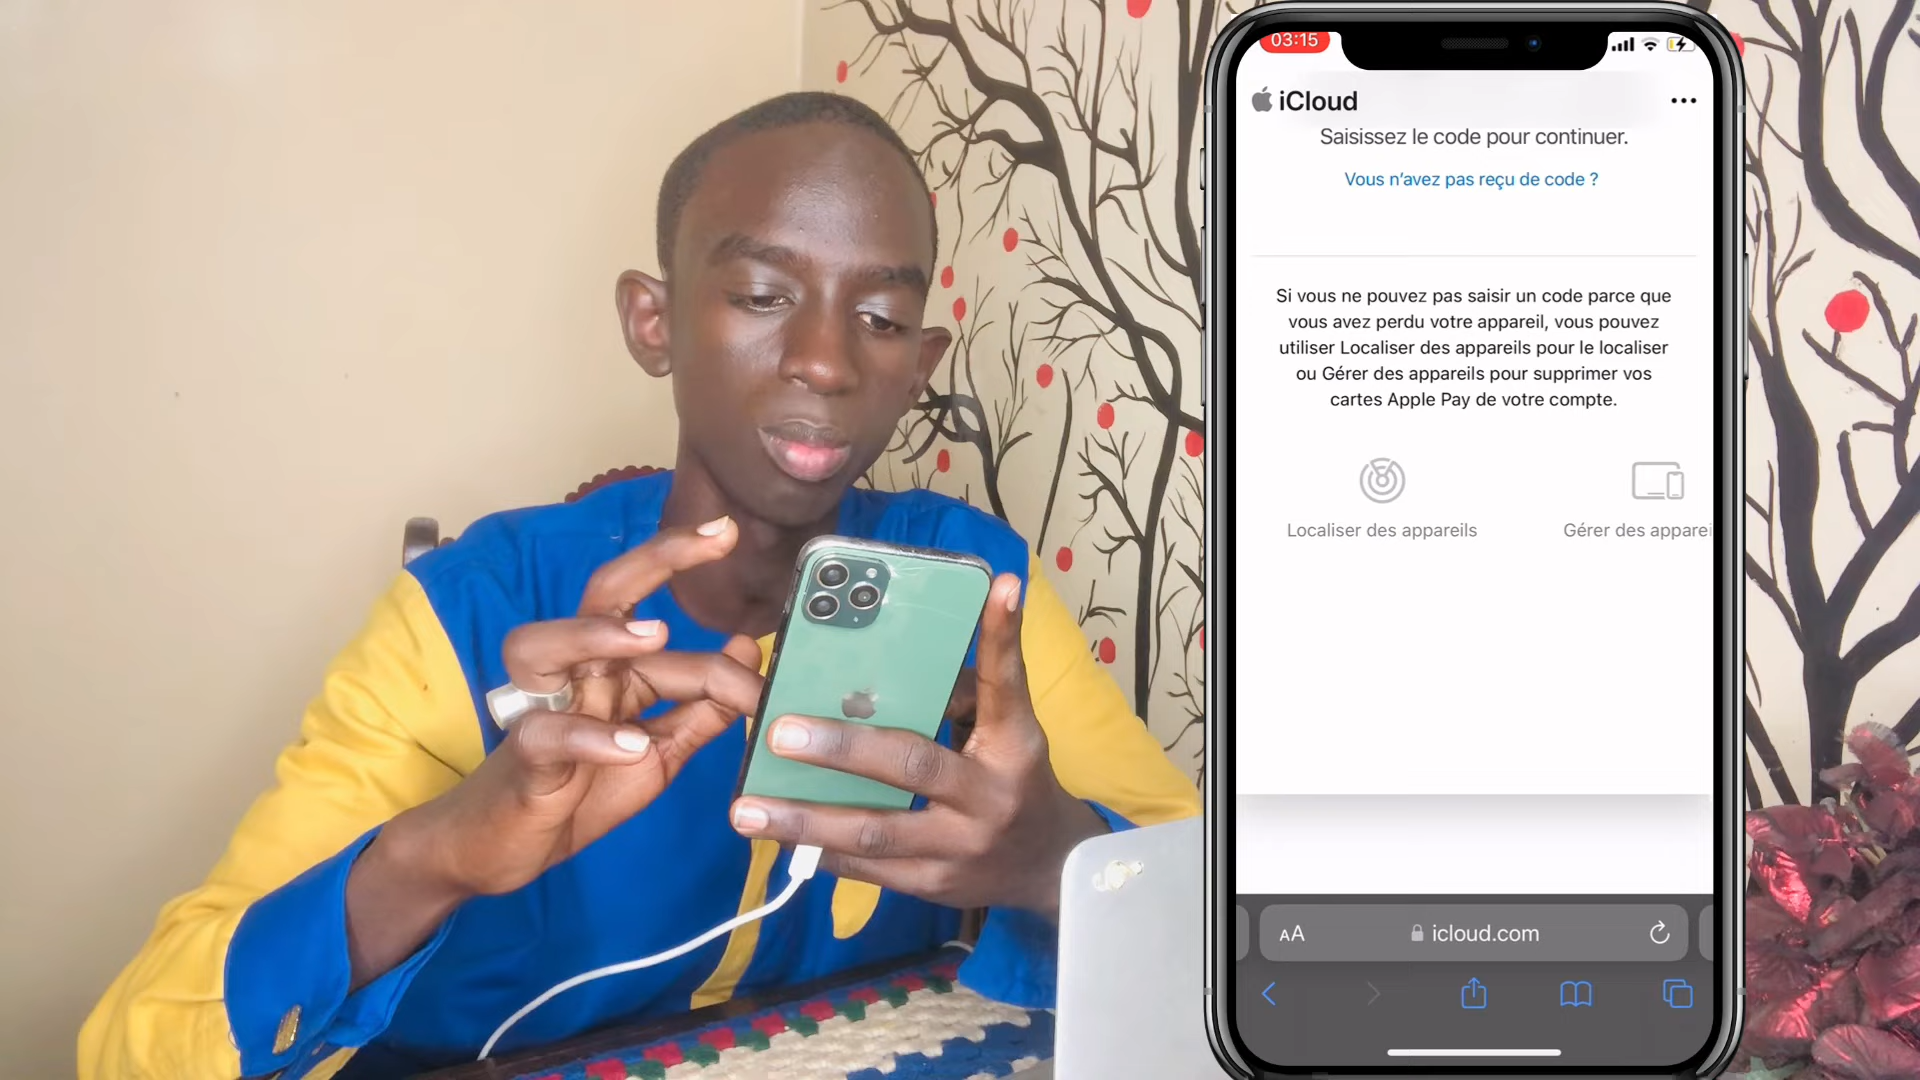 03:15
iCloud
Saisissez le code pour continuer.
Vous n’avez pas reçu de code ?
Si vous ne pouvez pas saisir un code parce que
vous avez perdu votre appareil, vous pouvez
utiliser Localiser des appareils pour le localiser
ou Gérer des appareils pour supprimer vos
cartes Apple Pay de votre compte.
Localiser des appareils
Gérer des apparei
AA
icloud.com